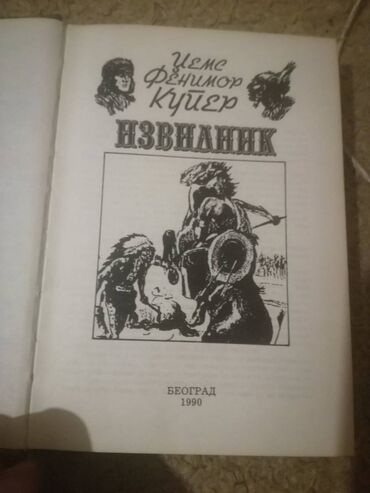 Џемс
Фенимор
Купер
ИЗВИДНИК
БЕОГРАД
1990